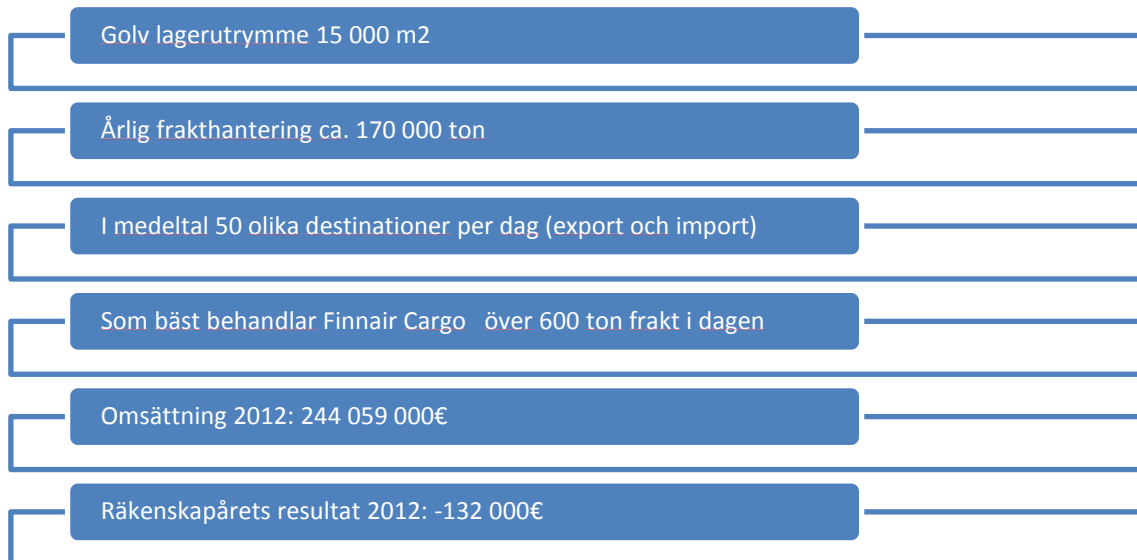 Golv lagerutrymme 15 000 m2
Årlig frakthantering ca. 170 000 ton
I medeltal 50 olika destinationer per dag (export och import)
Som bäst behandlar Finnair Cargo över 600 ton frakt i dagen
Omsättning 2012: 244 059 000€
Räkenskapårets resultat 2012: -132 000€